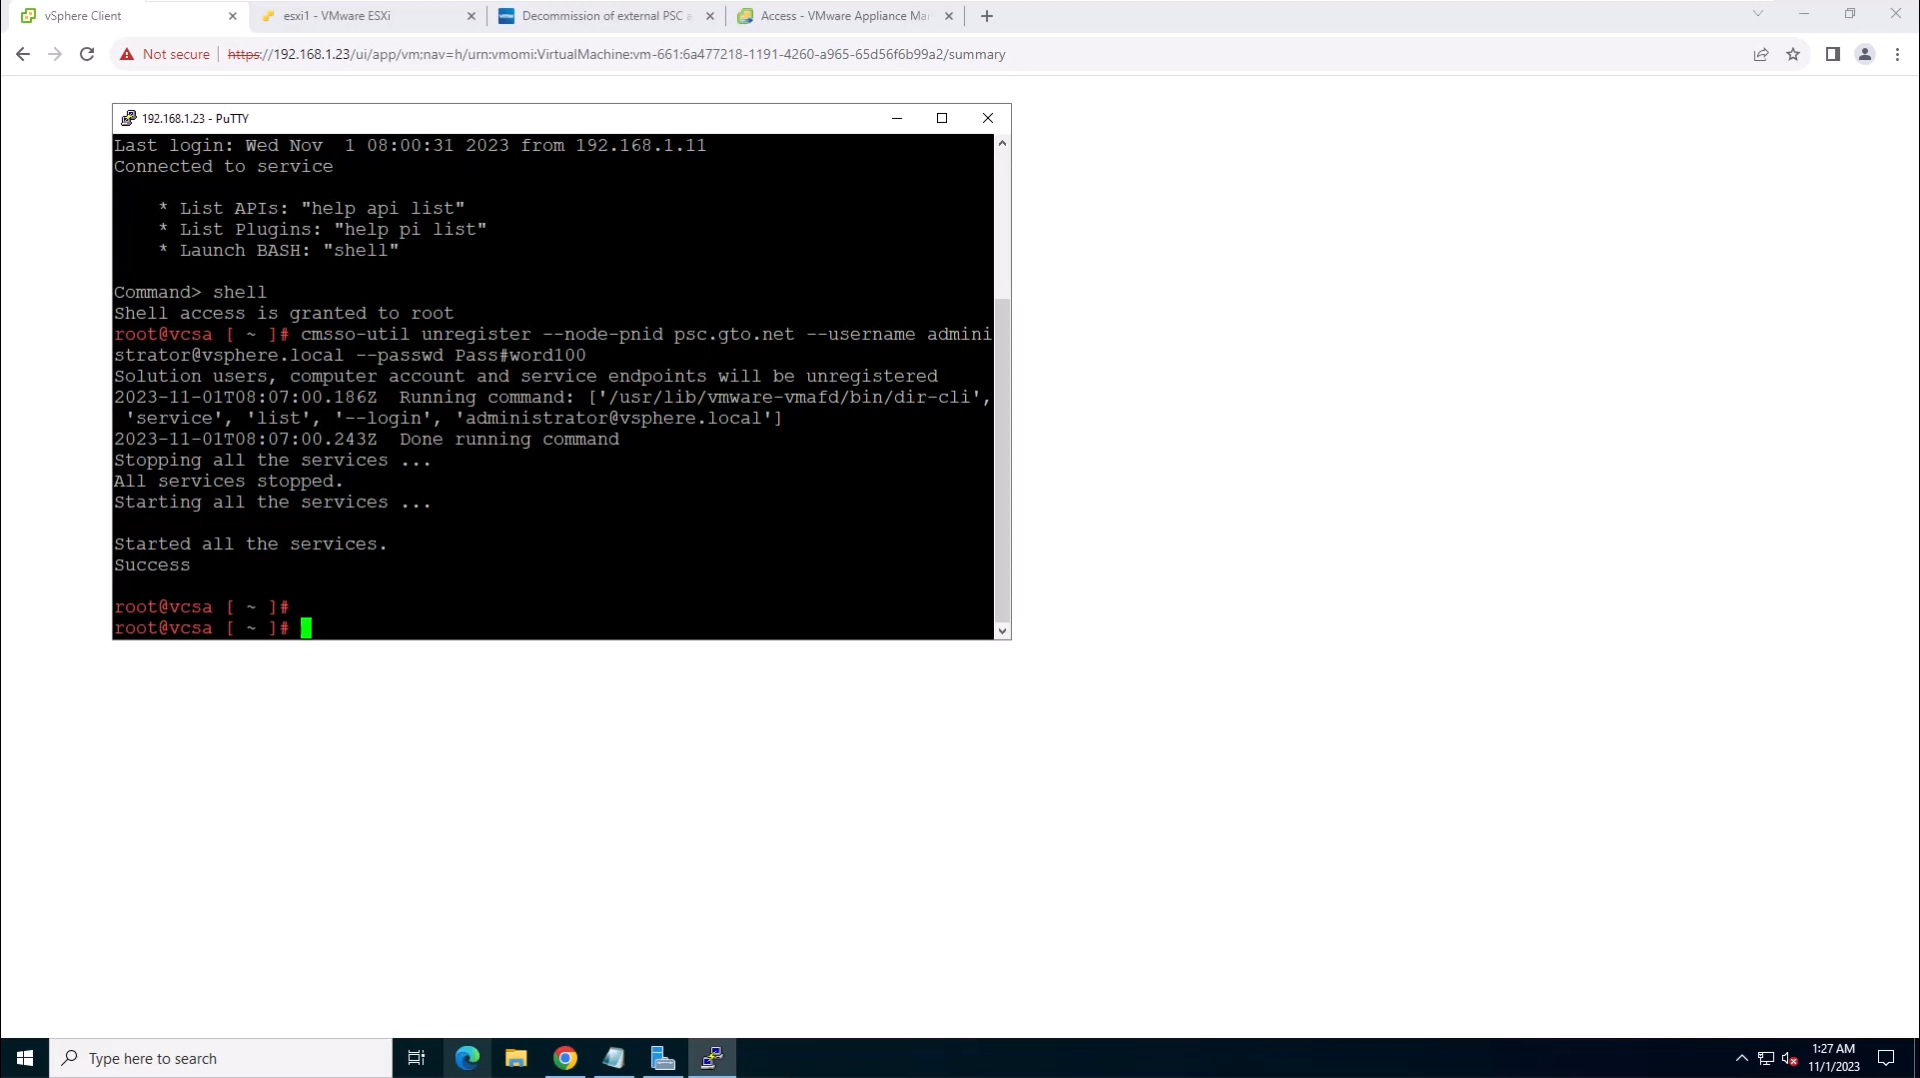 vSphere Client
esxi1 - VMware ESXi
Decommission of external PSC
Access - VMware Appliance Mar
Not secure
https://192.168.1.23/ui/app/vm;nav=h/urn:vmomi:VirtualMachine:vm-661:6a477218-1191-4260-a965-65d56f6b99a2/summary
192.168.1.23 - PuTTY
Last login: Wed Nov  1 08:00:31 2023 from 192.168.1.11
Connected to service
* List APIs: "help api list"
* List Plugins: "help pi list"
* Launch BASH: "shell"
Command> shell
Shell access is granted to root
root@vcsa [ ~ ]# cmsso-util unregister --node-pnid psc.gto.net --username admini
strator@vsphere.local --passwd Pass#word100
Solution users, computer account and service endpoints will be unregistered
2023-11-01T08:07:00.186Z  Running command: ['/usr/lib/vmware-vmafd/bin/dir-cli',
'service', 'list', '--login', 'administrator@vsphere.local']
2023-11-01T08:07:00.243Z  Done running command
Stopping all the services ...
All services stopped.
Starting all the services ...
Started all the services.
Success
root@vcsa [ ~ ]#
root@vcsa [ ~ ]#
Type here to search
1:27 AM
11/1/2023